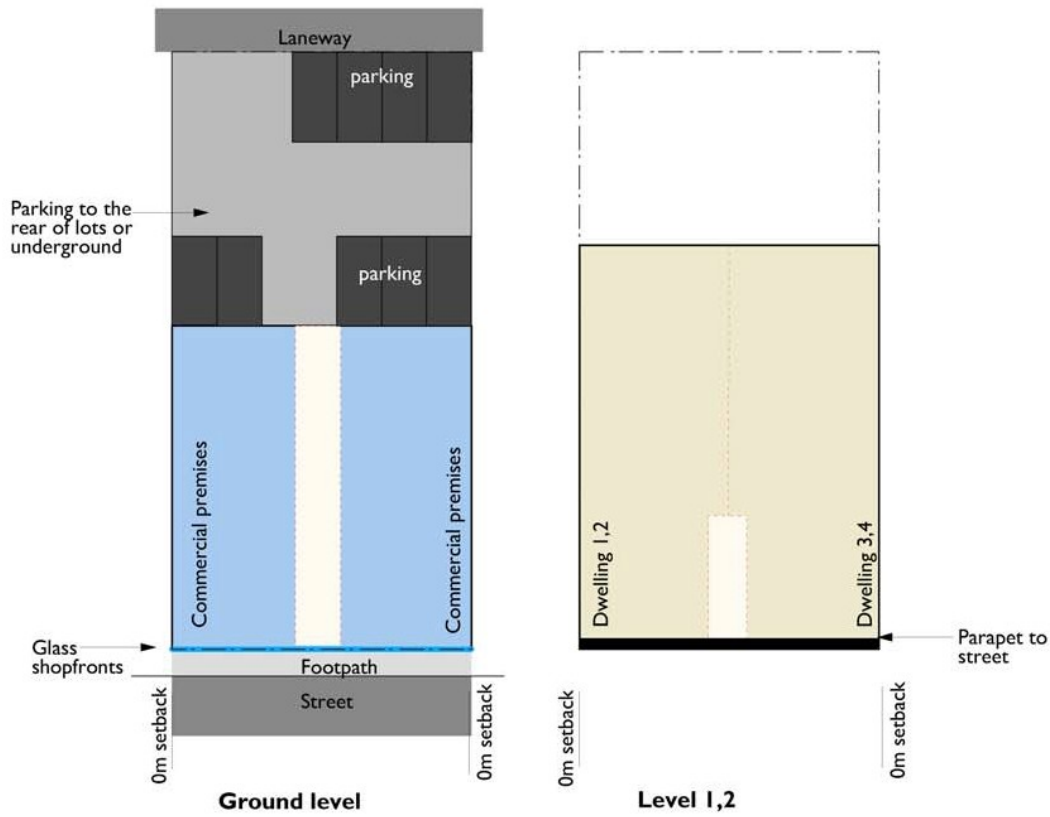 Laneway
parking
Parking to the
rear of lots or
underground
parking
Commercial premises
Commercial premises
Glass
shopfronts
Footpath
Street
0m setback
0m setback
Ground level
Dwelling 1,2
Dwelling 3,4
Parapet to
street
0m setback
0m setback
Level 1,2